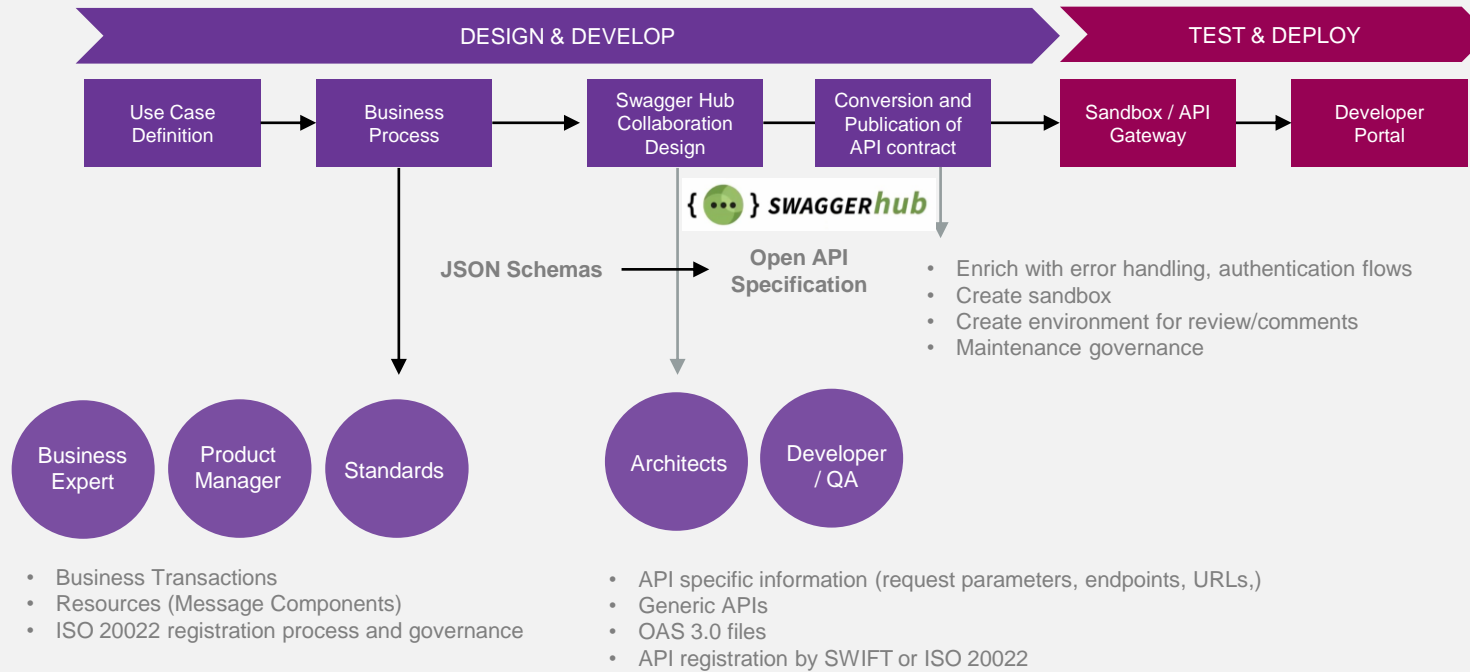 DESIGN & DEVELOP
TEST & DEPLOY
Use Case
Definition
Business
Process
Swagger Hub
Collaboration
Design
Conversion and
Publication of
API contract
Sandbox / API
Gateway
Developer
Portal
{ ... } SWAGGERhub
JSON Schemas
Open API
Specification
• Enrich with error handling, authentication flows
• Create sandbox
• Create environment for review/comments
• Maintenance governance
Business
Expert
Product
Manager
Standards
Architects
Developer
/ QA
• Business Transactions
• Resources (Message Components)
• ISO 20022 registration process and governance
• API specific information (request parameters, endpoints, URLs,)
• Generic APIs
• OAS 3.0 files
• API registration by SWIFT or ISO 20022